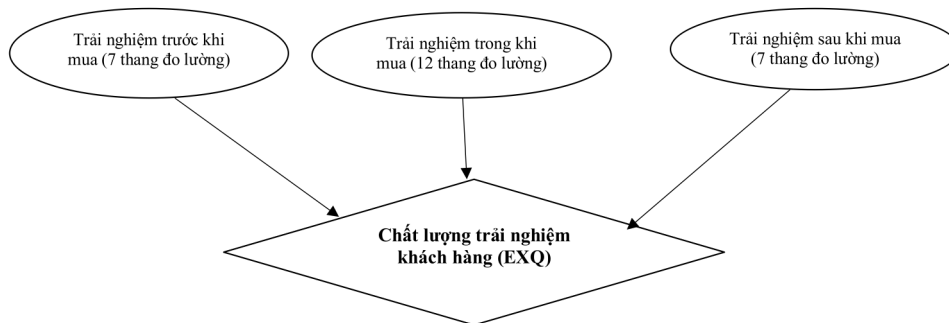 Trải nghiệm trước khi
mua (7 thang đo lường)
Trải nghiệm trong khi
mua (12 thang đo lường)
Trải nghiệm sau khi mua
(7 thang đo lường)
Chất lượng trải nghiệm
khách hàng (EXQ)